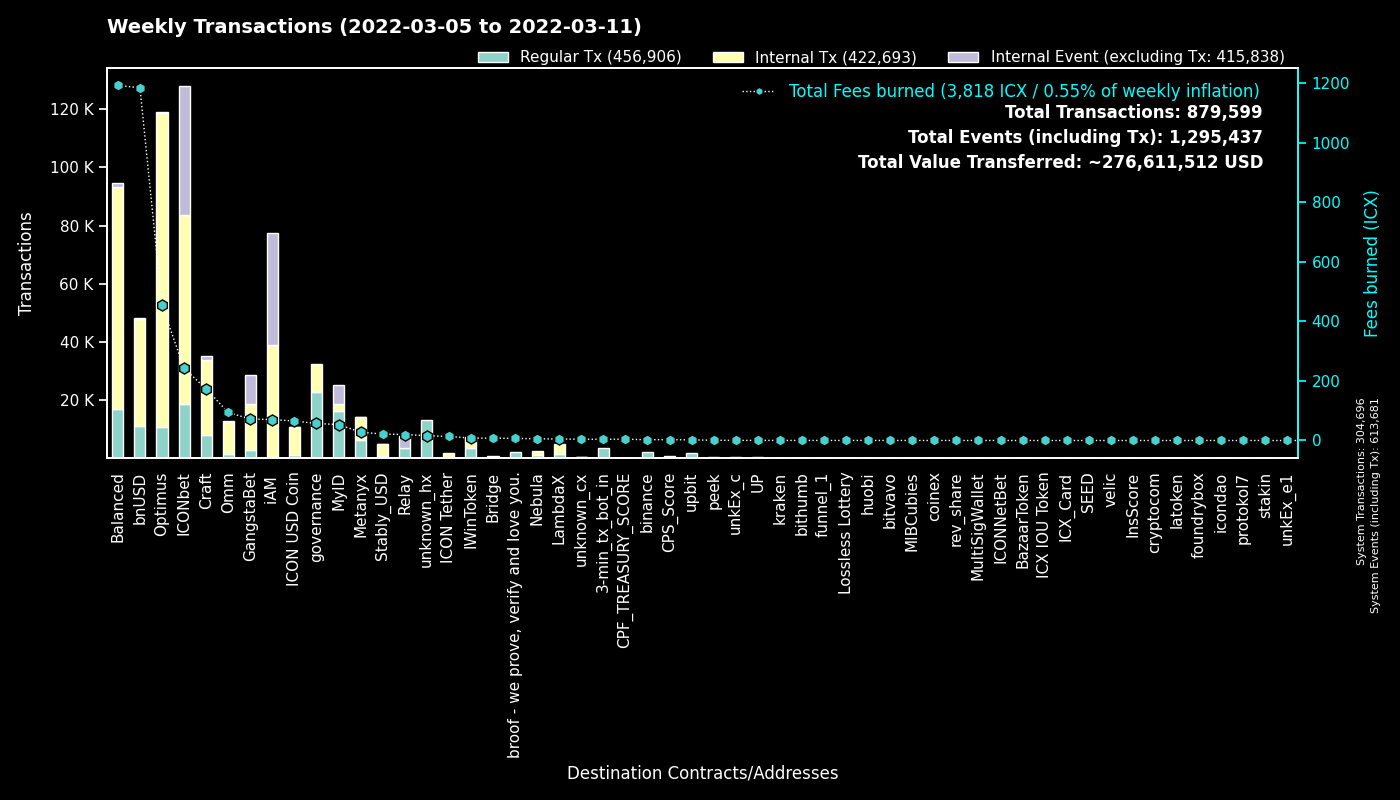 Weekly Transactions (2022-03-05 to 2022-03-11)
Regular Tx (456,906) Internal Tx (422,693) Internal Event (excluding Tx: 415,838)
Total Fees burned (3,818 ICX / 0.55% of weekly inflation)
Total Transactions: 879,599
Total Events (including Tx): 1,295,437
Total Value Transferred: ~276,611,512 USD
Transactions
120 K
100 K
80 K
60 K
40 K
20 K
1200
1000
800
600
400
200
0
Fees burned (ICX)
System Transactions: 304,696
System Events (including Tx): 613,681
Balanced
bnUSD
Optimus
ICONbet
Craft
Omm
GangstaBet
iAM
ICON USD Coin
governance
MyID
Metanyx
Stably_USD
Relay
unknown_hx
ICON Tether
IWinToken
Bridge
broof - we prove, verify and love you.
Nebula
LambdaX
unknown_cx
3-min_tx_bot_in
CPF_TREASURY_SCORE
binance
CPS_Score
upbit
peek
unkEx_c
UP
kraken
bithumb
funnel_1
Lossless Lottery
huobi
bitvavo
MIBCubies
coinex
rev_share
MultiSigWallet
ICONNetBet
BazaarToken
ICX IOU Token
ICX_Card
SEED
velic
InsScore
cryptocom
latoken
foundrybox
icondao
protokol7
stakin
unkEx_e1
Destination Contracts/Addresses